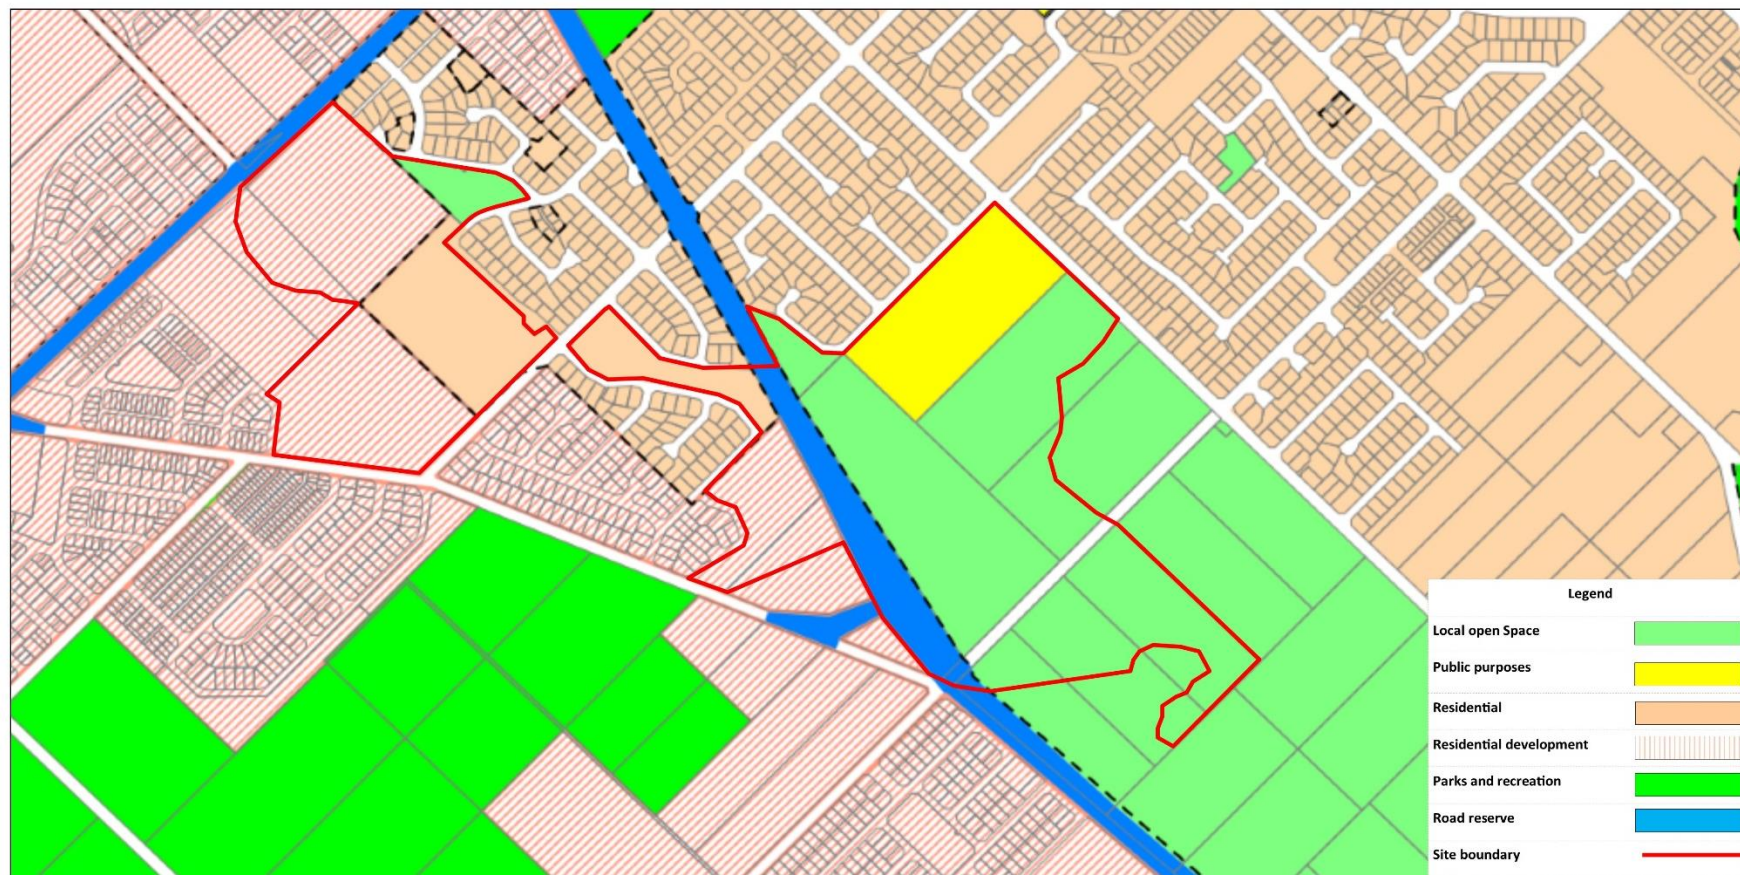 Legend
Local open Space
Public purposes
Residential
Residential development
Parks and recreation
Road reserve
Site boundary